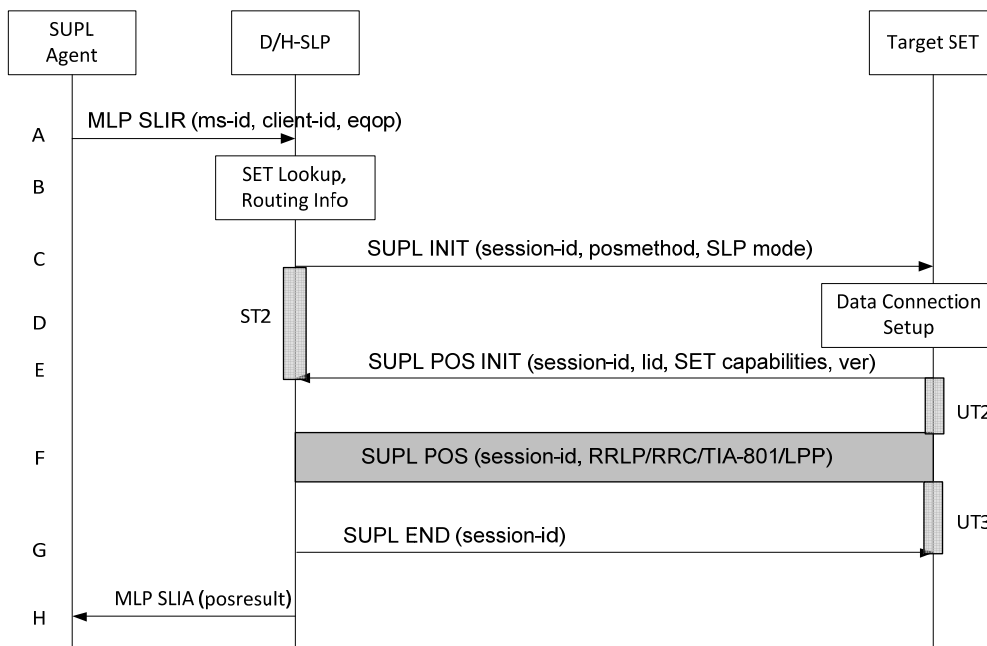 SUPL
Agent
D/H-SLP
Target SET
A
MLP SLIR (ms-id, client-id, eqop)
B
SET Lookup,
Routing Info
C
SUPL INIT (session-id, posmethod, SLP mode)
D
ST2
Data Connection
Setup
E
SUPL POS INIT (session-id, lid, SET capabilities, ver)
UT2
F
SUPL POS (session-id, RRLP/RRC/TIA-801/LPP)
UT3
G
SUPL END (session-id)
H
MLP SLIA (posresult)